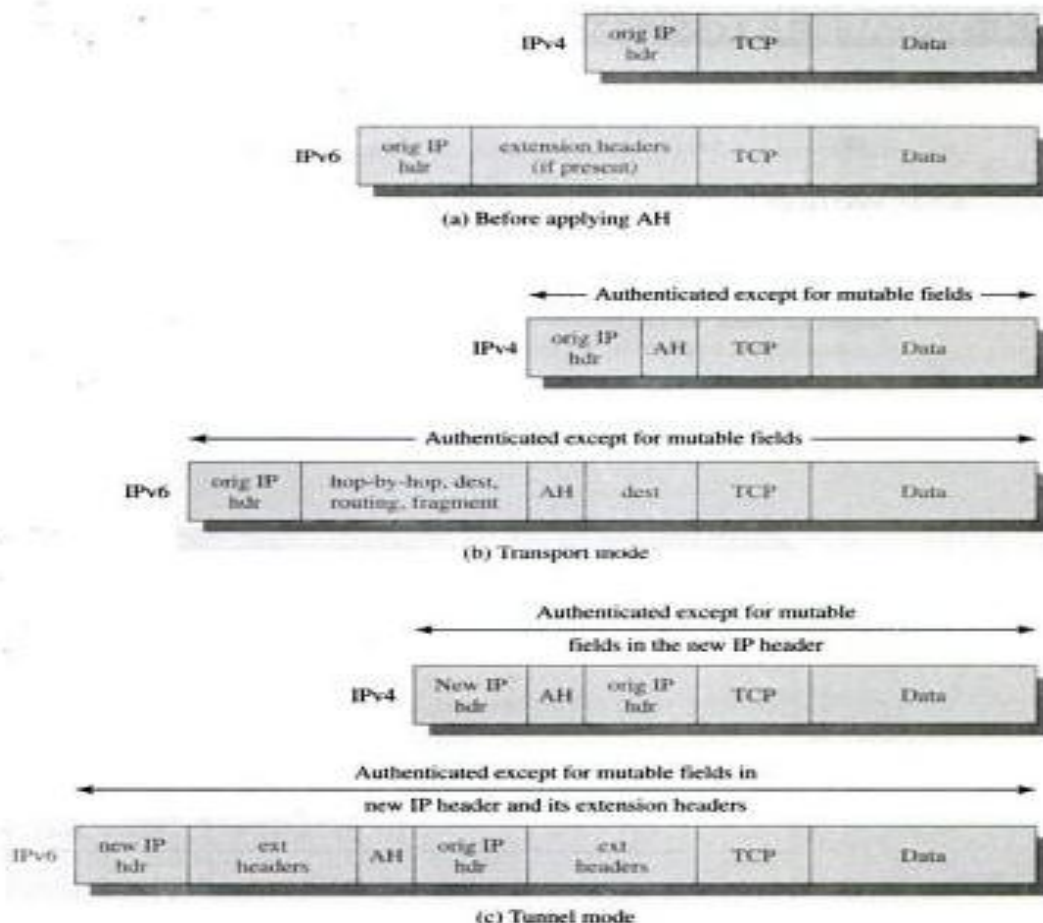 IPv4 orig IP hdr TCP Data
IPv6 orig IP hdr extension headers (if present) TCP Data
(a) Before applying AH
Authenticated except for mutable fields
IPv4 orig IP hdr AH TCP Data
Authenticated except for mutable fields
IPv6 orig IP hdr hop-by-hop, dest, routing, fragment AH dest TCP Data
(b) Transport mode
Authenticated except for mutable
fields in the new IP header
IPv4 New IP hdr AH orig IP hdr TCP Data
Authenticated except for mutable fields in
new IP header and its extension headers
IPv6 new IP hdr ext headers AH orig IP hdr ext headers TCP Data
(c) Tunnel mode